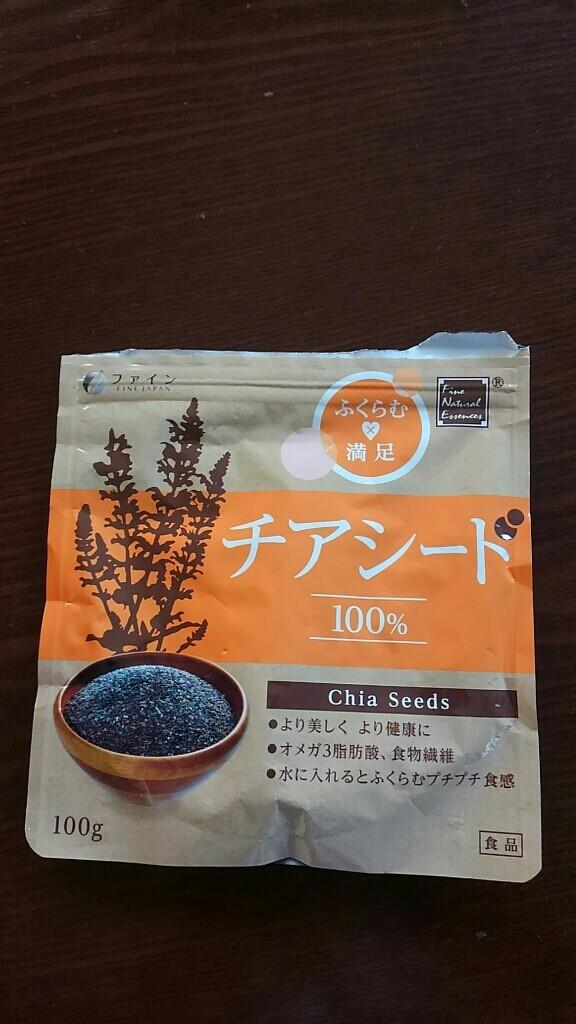 ファイン
FINE JAPAN
ふくらむ
×
満足
Fine
Natural
Essences
®
チアシード
100%
Chia Seeds
●より美しく より健康に
●オメガ3脂肪酸、食物繊維
●水に入れるとふくらむプチプチ食感
100g
食品